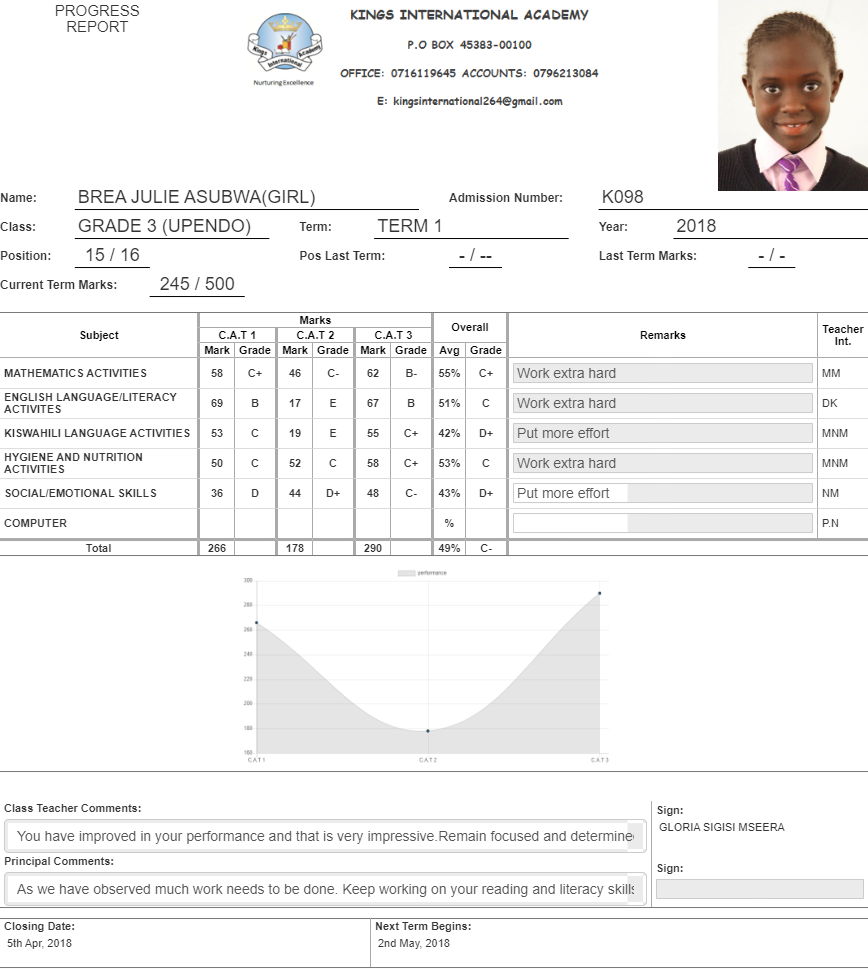 PROGRESS
REPORT
KINGS INTERNATIONAL ACADEMY
P.O BOX 45383-00100
OFFICE: 0716119645 ACCOUNTS: 0796213084
E: kingsinternational264@gmail.com
Kings International Academy
Nurturing Excellence
Name: BREA JULIE ASUBWA(GIRL) Admission Number: K098
Class: GRADE 3 (UPENDO) Term: TERM 1 Year: 2018
Position: 15 / 16 Pos Last Term: - / -- Last Term Marks: - / -
Current Term Marks: 245 / 500
Subject Marks Overall Remarks Teacher Int.
C.A.T 1 C.A.T 2 C.A.T 3
Mark Grade Mark Grade Mark Grade Avg Grade
MATHEMATICS ACTIVITIES 58 C+ 46 C- 62 B- 55% C+ Work extra hard MM
ENGLISH LANGUAGE/LITERACY ACTIVITES 69 B 17 E 67 B 51% C Work extra hard DK
KISWAHILI LANGUAGE ACTIVITIES 53 C 19 E 55 C+ 42% D+ Put more effort MNM
HYGIENE AND NUTRITION ACTIVITIES 50 C 52 C 58 C+ 53% C Work extra hard MNM
SOCIAL/EMOTIONAL SKILLS 36 D 44 D+ 48 C- 43% D+ Put more effort NM
COMPUTER % P.N
Total 266 178 290 49% C-
performance
300
280
260
240
220
200
180
160
CAT1 CAT2 CAT3
Class Teacher Comments:
You have improved in your performance and that is very impressive.Remain focused and determine
Sign:
GLORIA SIGISI MSEERA
Principal Comments:
As we have observed much work needs to be done. Keep working on your reading and literacy skills
Sign:
Closing Date: Next Term Begins:
5th Apr, 2018 2nd May, 2018